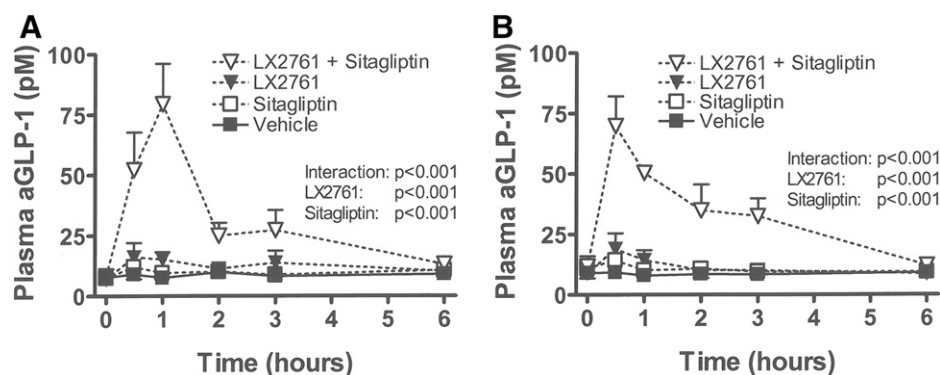 A
Plasma aGLP-1 (pM)
100
75
50
25
0
LX2761 + Sitagliptin
LX2761
Sitagliptin
Vehicle
Interaction: p<0.001
LX2761: p<0.001
Sitagliptin: p<0.001
0 1 2 3 4 5 6
Time (hours)
B
Plasma aGLP-1 (pM)
100
75
50
25
0
LX2761 + Sitagliptin
LX2761
Sitagliptin
Vehicle
Interaction: p<0.001
LX2761: p<0.001
Sitagliptin: p<0.001
0 1 2 3 4 5 6
Time (hours)